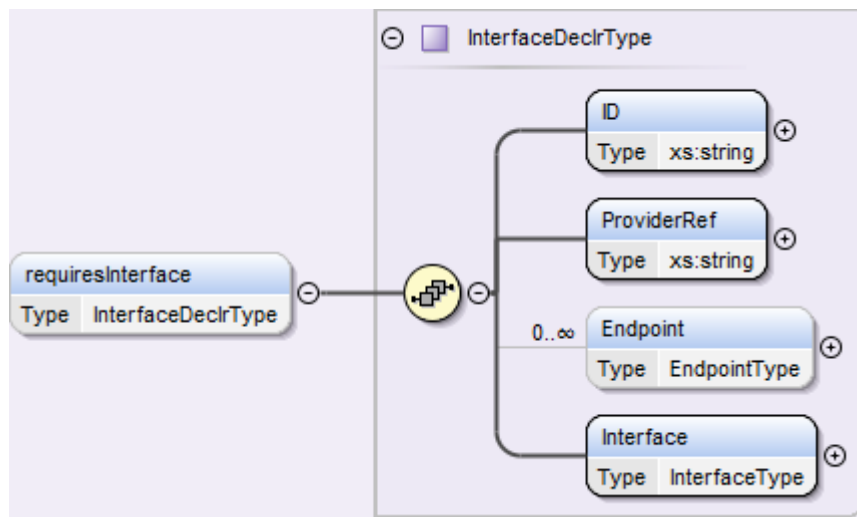 InterfaceDeclrType
ID
Type xs:string
ProviderRef
Type xs:string
requiresInterface
Type InterfaceDeclrType
0..∞
Endpoint
Type EndpointType
Interface
Type InterfaceType